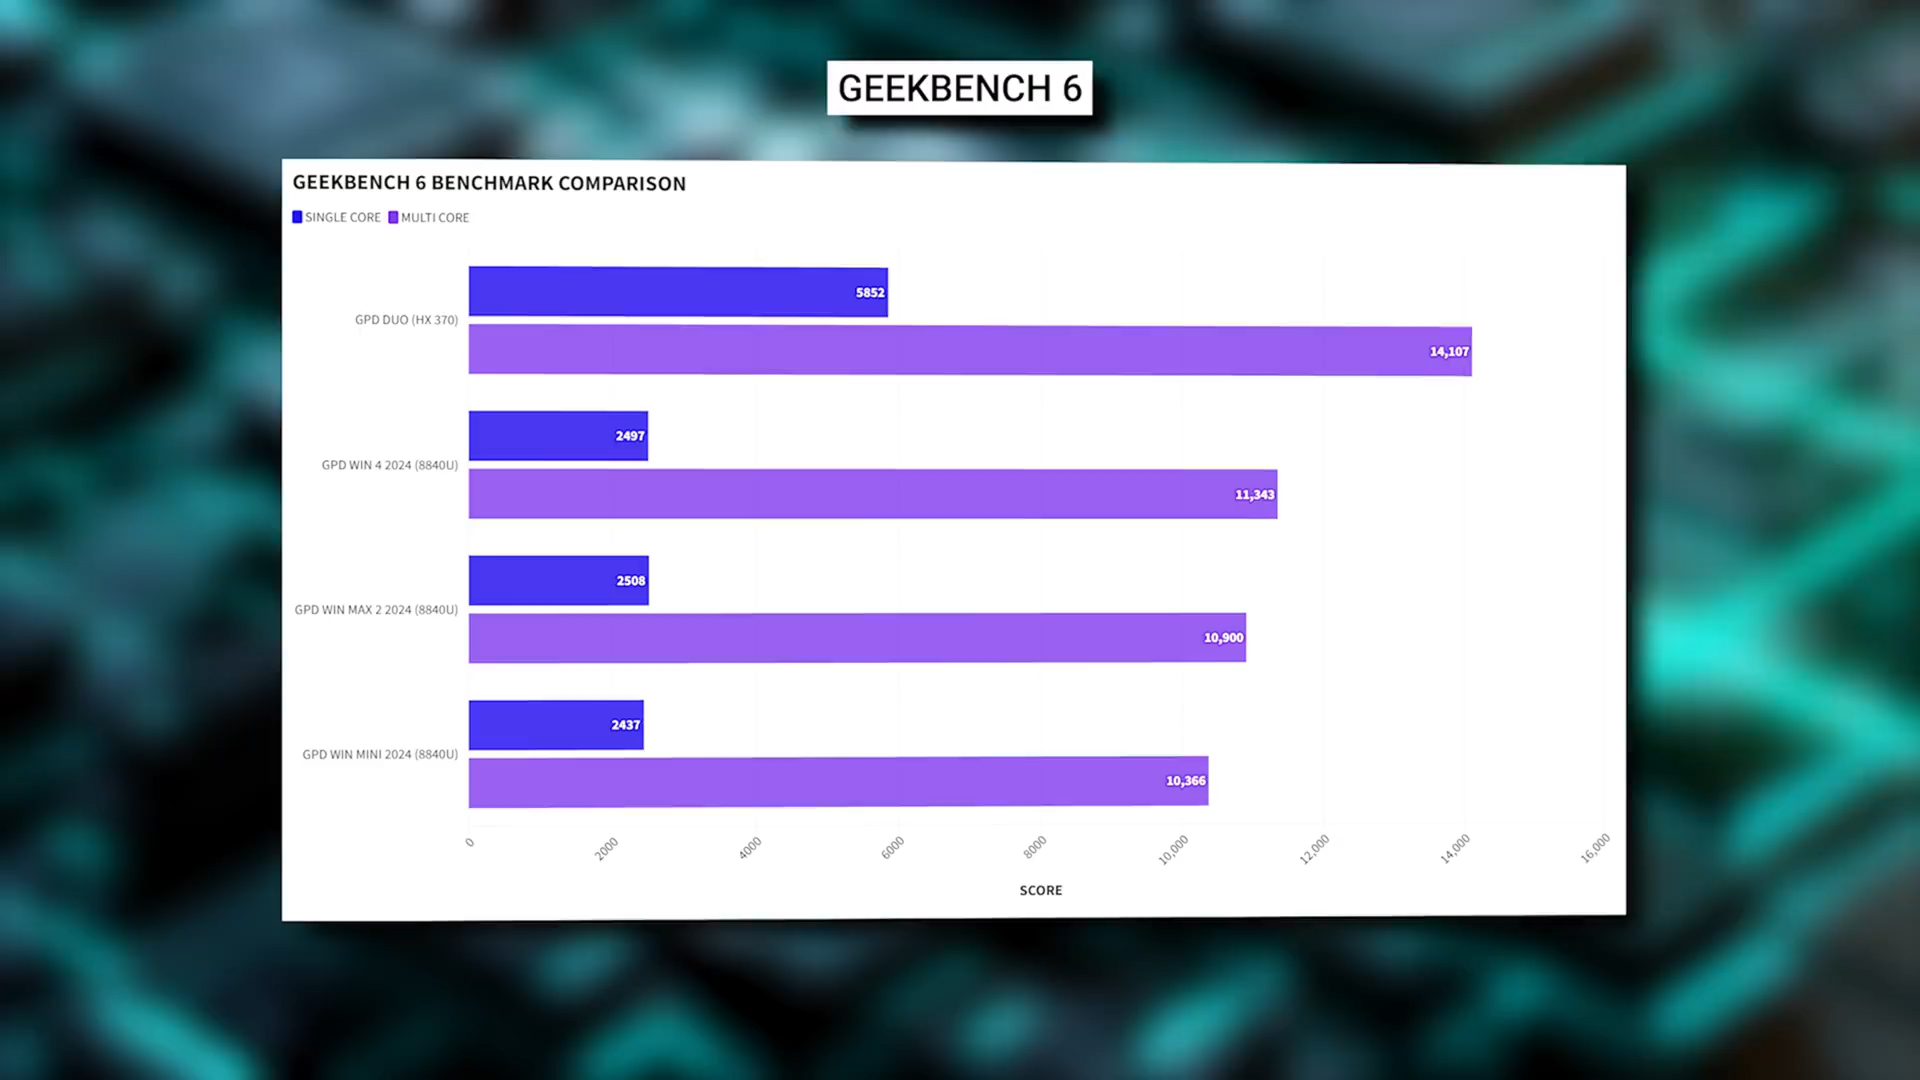 GEEKBENCH 6
GEEKBENCH 6 BENCHMARK COMPARISON
SINGLE CORE MULTI CORE
GPD DUO (HX 370)
5852
14,107
GPD WIN 4 2024 (8840U)
2497
11,343
GPD WIN MAX 2 2024 (8840U)
2508
10,900
GPD WIN MINI 2024 (8840U)
2437
10,366
0 2000 4000 6000 8000 10,000 12,000 14,000 16,000
SCORE